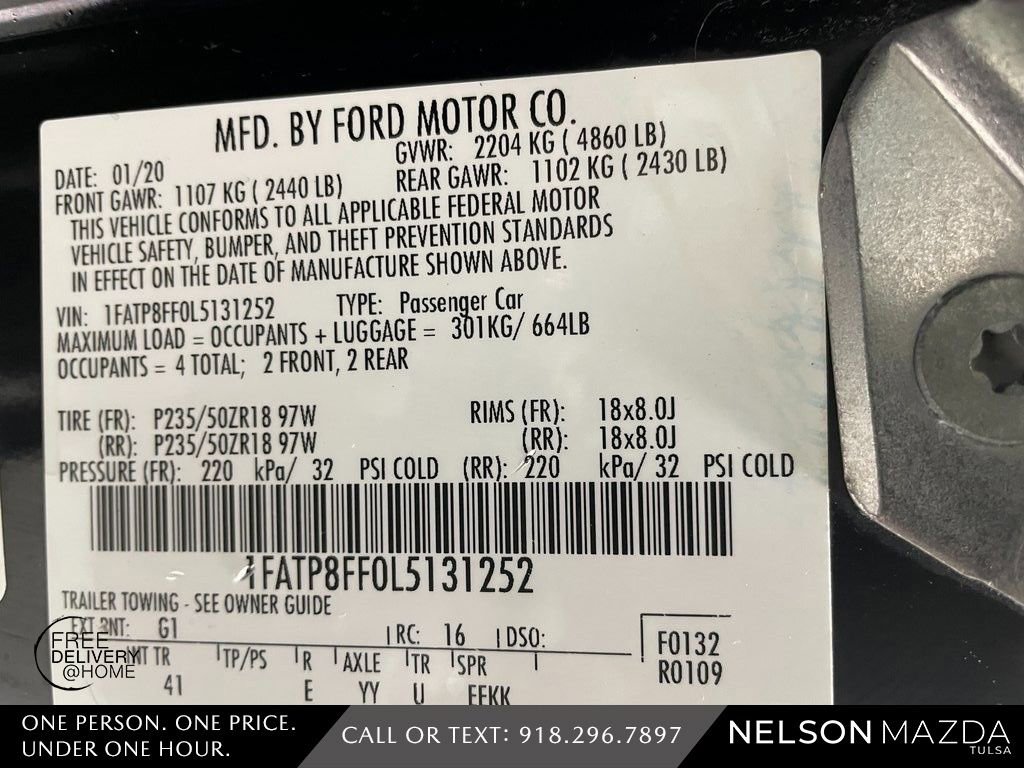 MFD. BY FORD MOTOR CO.
DATE: 01/20 GVWR: 2204 KG ( 4860 LB)
FRONT GAWR: 1107 KG ( 2440 LB) REAR GAWR: 1102 KG ( 2430 LB)
THIS VEHICLE CONFORMS TO ALL APPLICABLE FEDERAL MOTOR
VEHICLE SAFETY, BUMPER, AND THEFT PREVENTION STANDARDS
IN EFFECT ON THE DATE OF MANUFACTURE SHOWN ABOVE.
VIN: 1FATP8FF0L5131252 TYPE: Passenger Car
MAXIMUM LOAD = OCCUPANTS + LUGGAGE = 301KG/ 664LB
OCCUPANTS = 4 TOTAL; 2 FRONT, 2 REAR
TIRE (FR): P235/50ZR18 97W RIMS (FR): 18x8.0J
(RR): P235/50ZR18 97W (RR): 18x8.0J
PRESSURE (FR): 220 kPa/ 32 PSI COLD (RR): 220 kPa/ 32 PSI COLD
1FATP8FF0L5131252
TRAILER TOWING - SEE OWNER GUIDE
EXT PNT: G1 RC: 16 DSO: F0132
INT TR TP/PS R AXLE TR SPR R0109
41 E YY U EEKK
FREE
DELIVERY
@HOME
ONE PERSON. ONE PRICE.
UNDER ONE HOUR.
CALL OR TEXT: 918.296.7897
NELSON MAZDA
TULSA